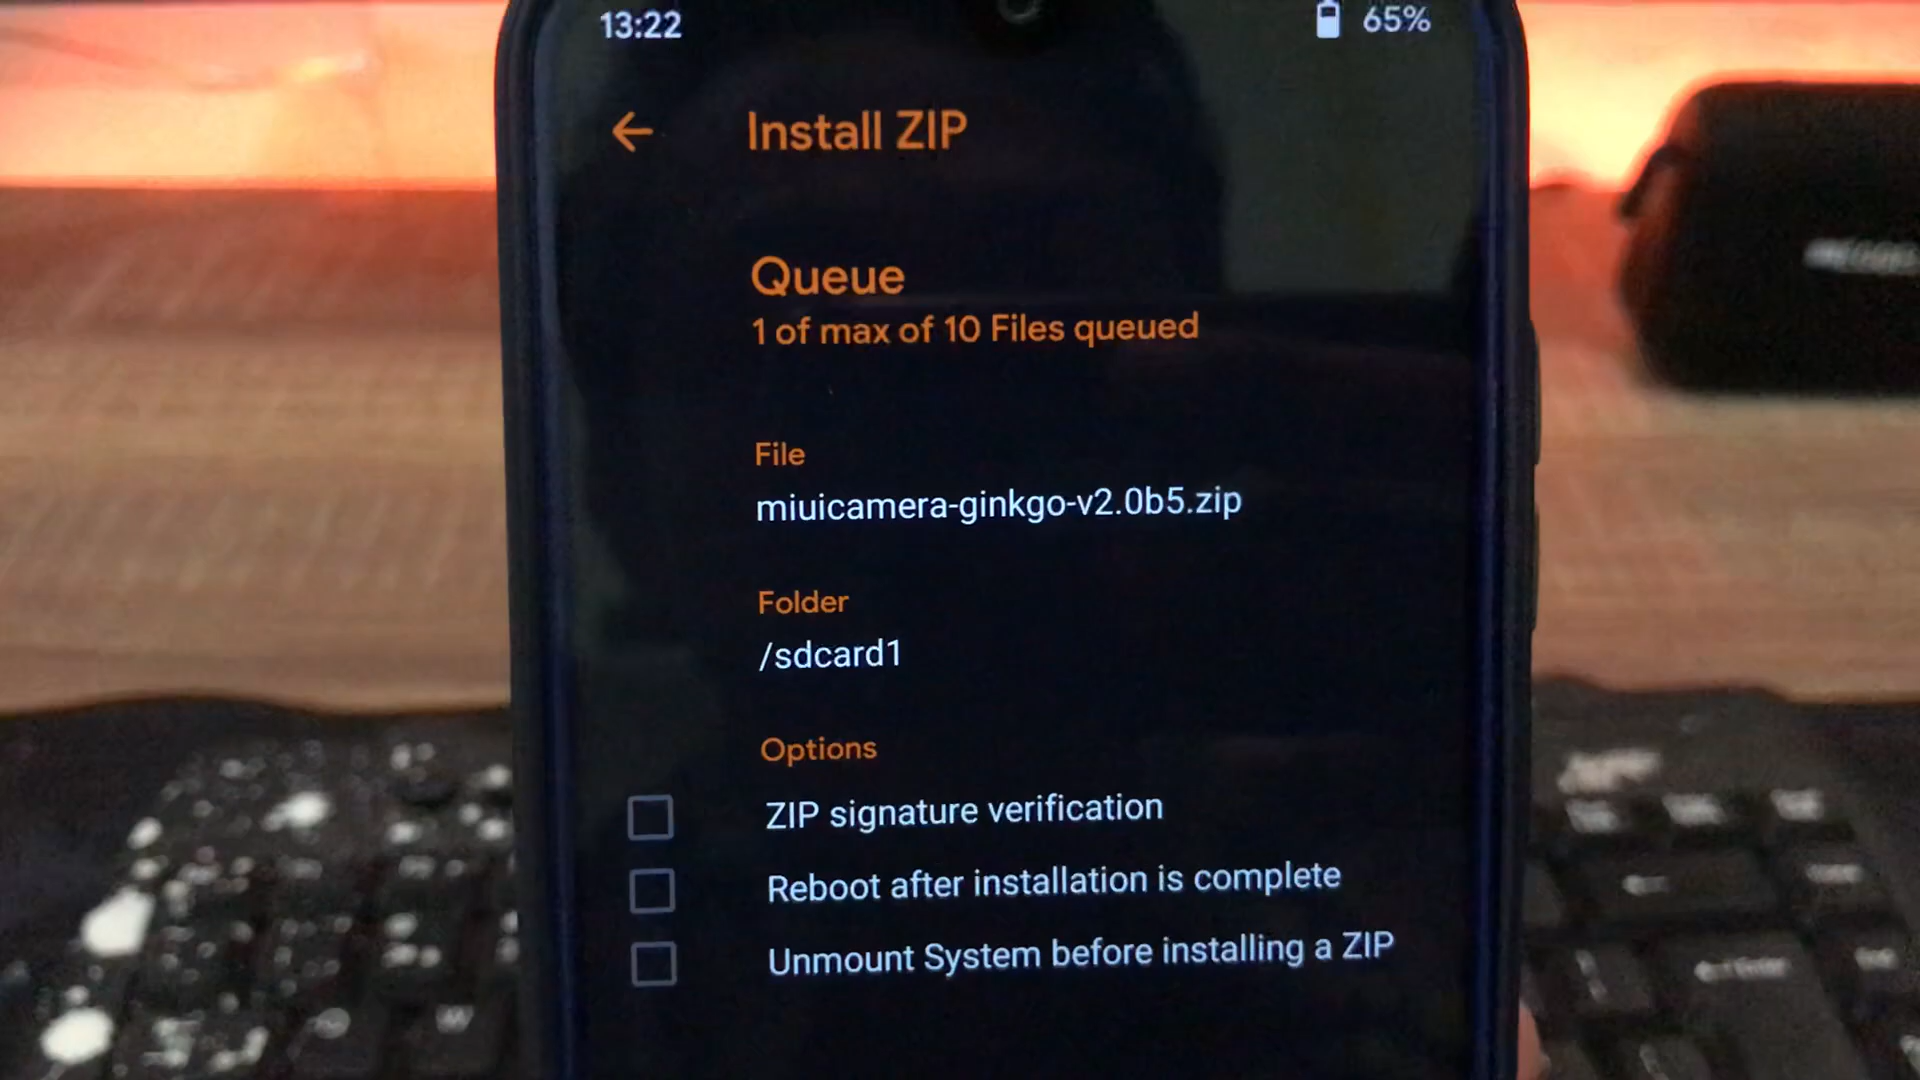 13:22
65%
Install ZIP
Queue
1 of max of 10 Files queued
File
miuicamera-ginkgo-v2.0b5.zip
Folder
/sdcard1
Options
ZIP signature verification
Reboot after installation is complete
Unmount System before installing a ZIP
W
Enter